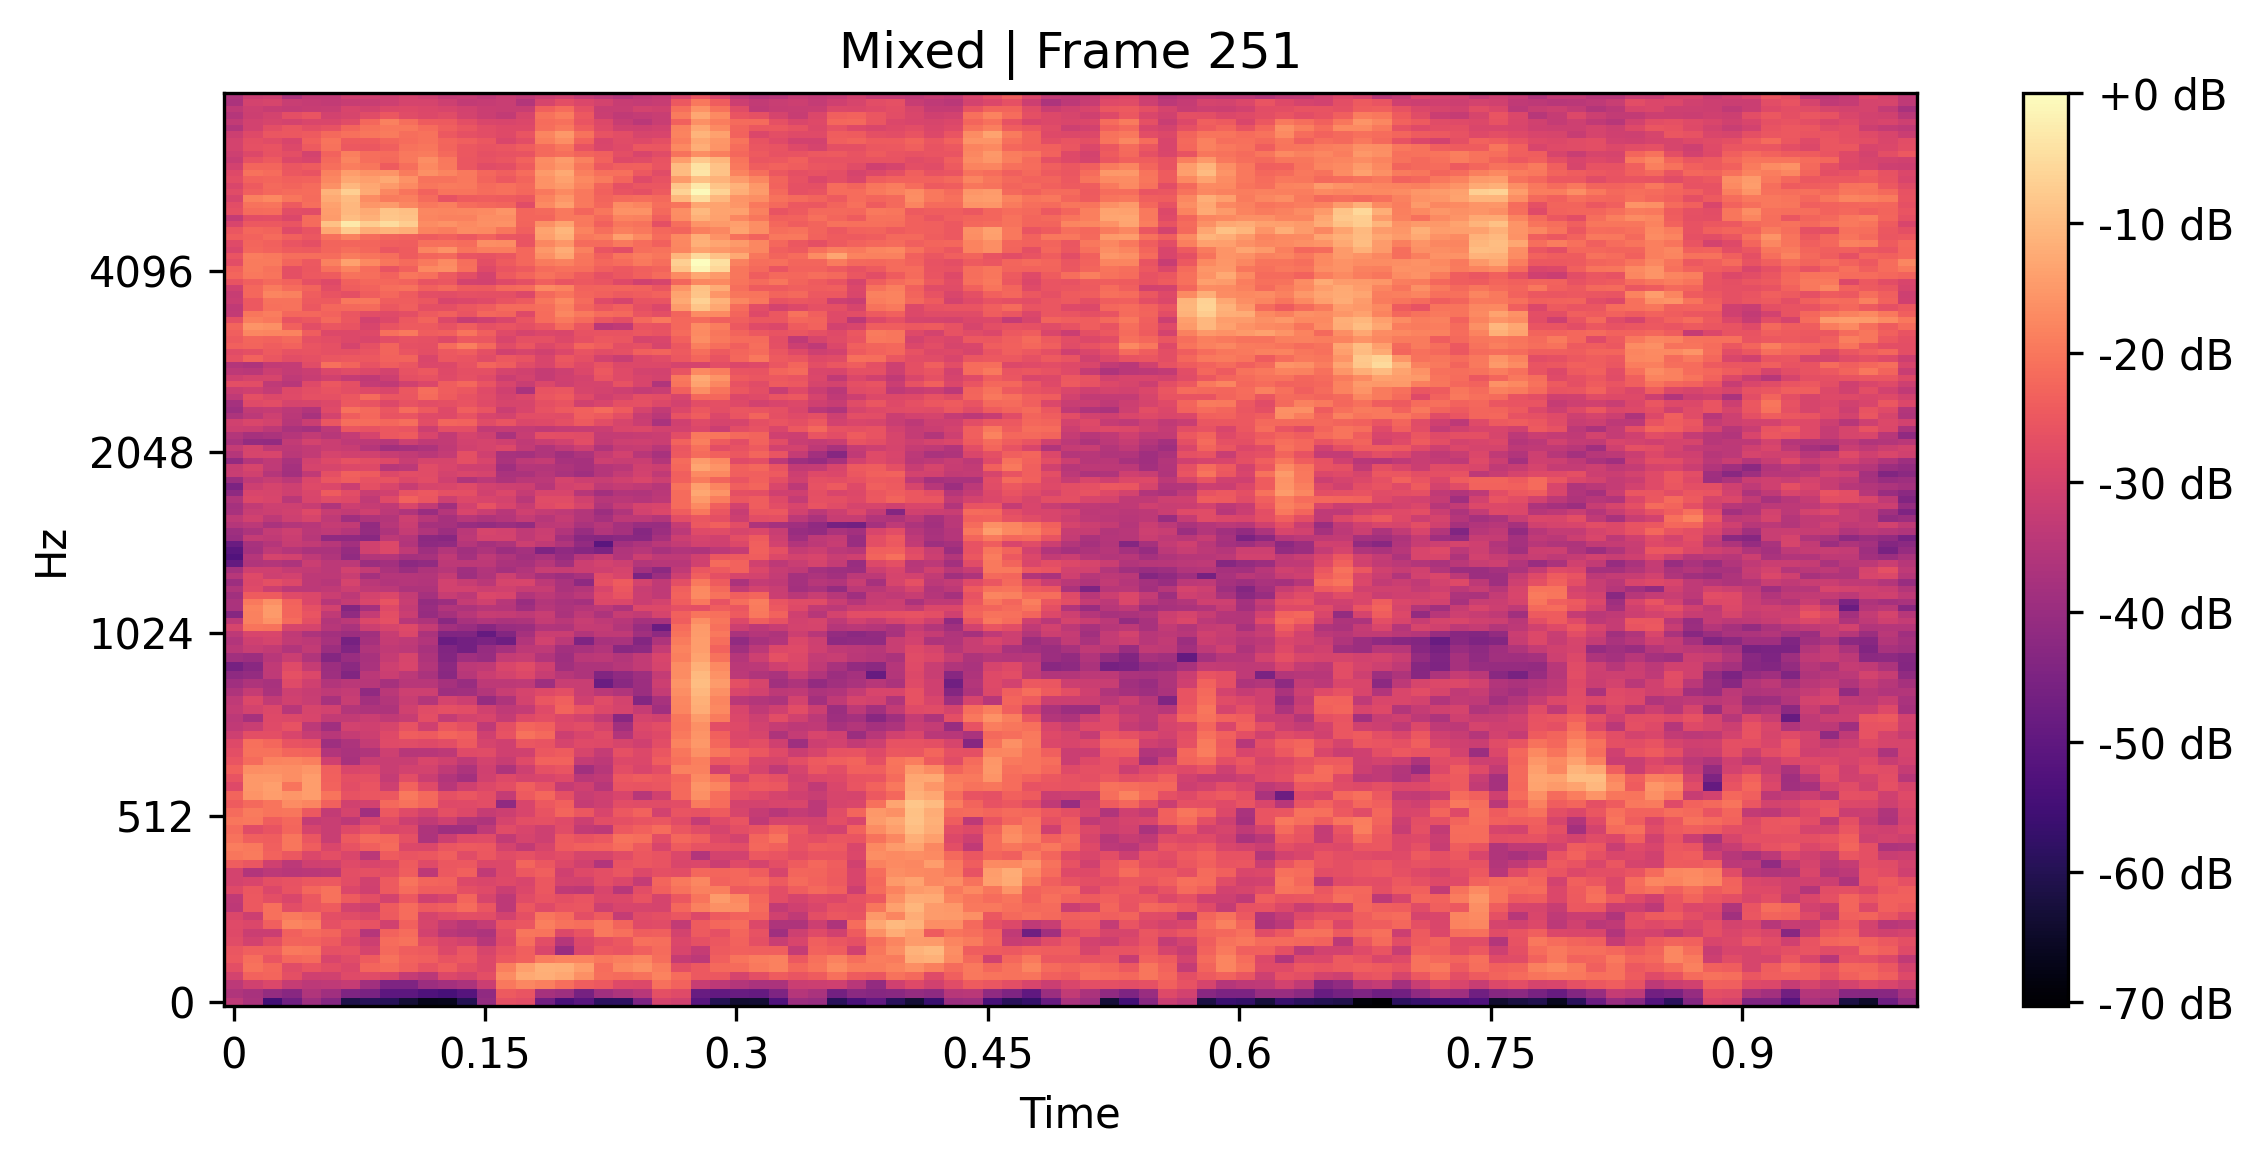 Mixed | Frame 251
Hz
4096
2048
1024
512
0
0 0.15 0.3 0.45 0.6 0.75 0.9
Time
+0 dB
-10 dB
-20 dB
-30 dB
-40 dB
-50 dB
-60 dB
-70 dB